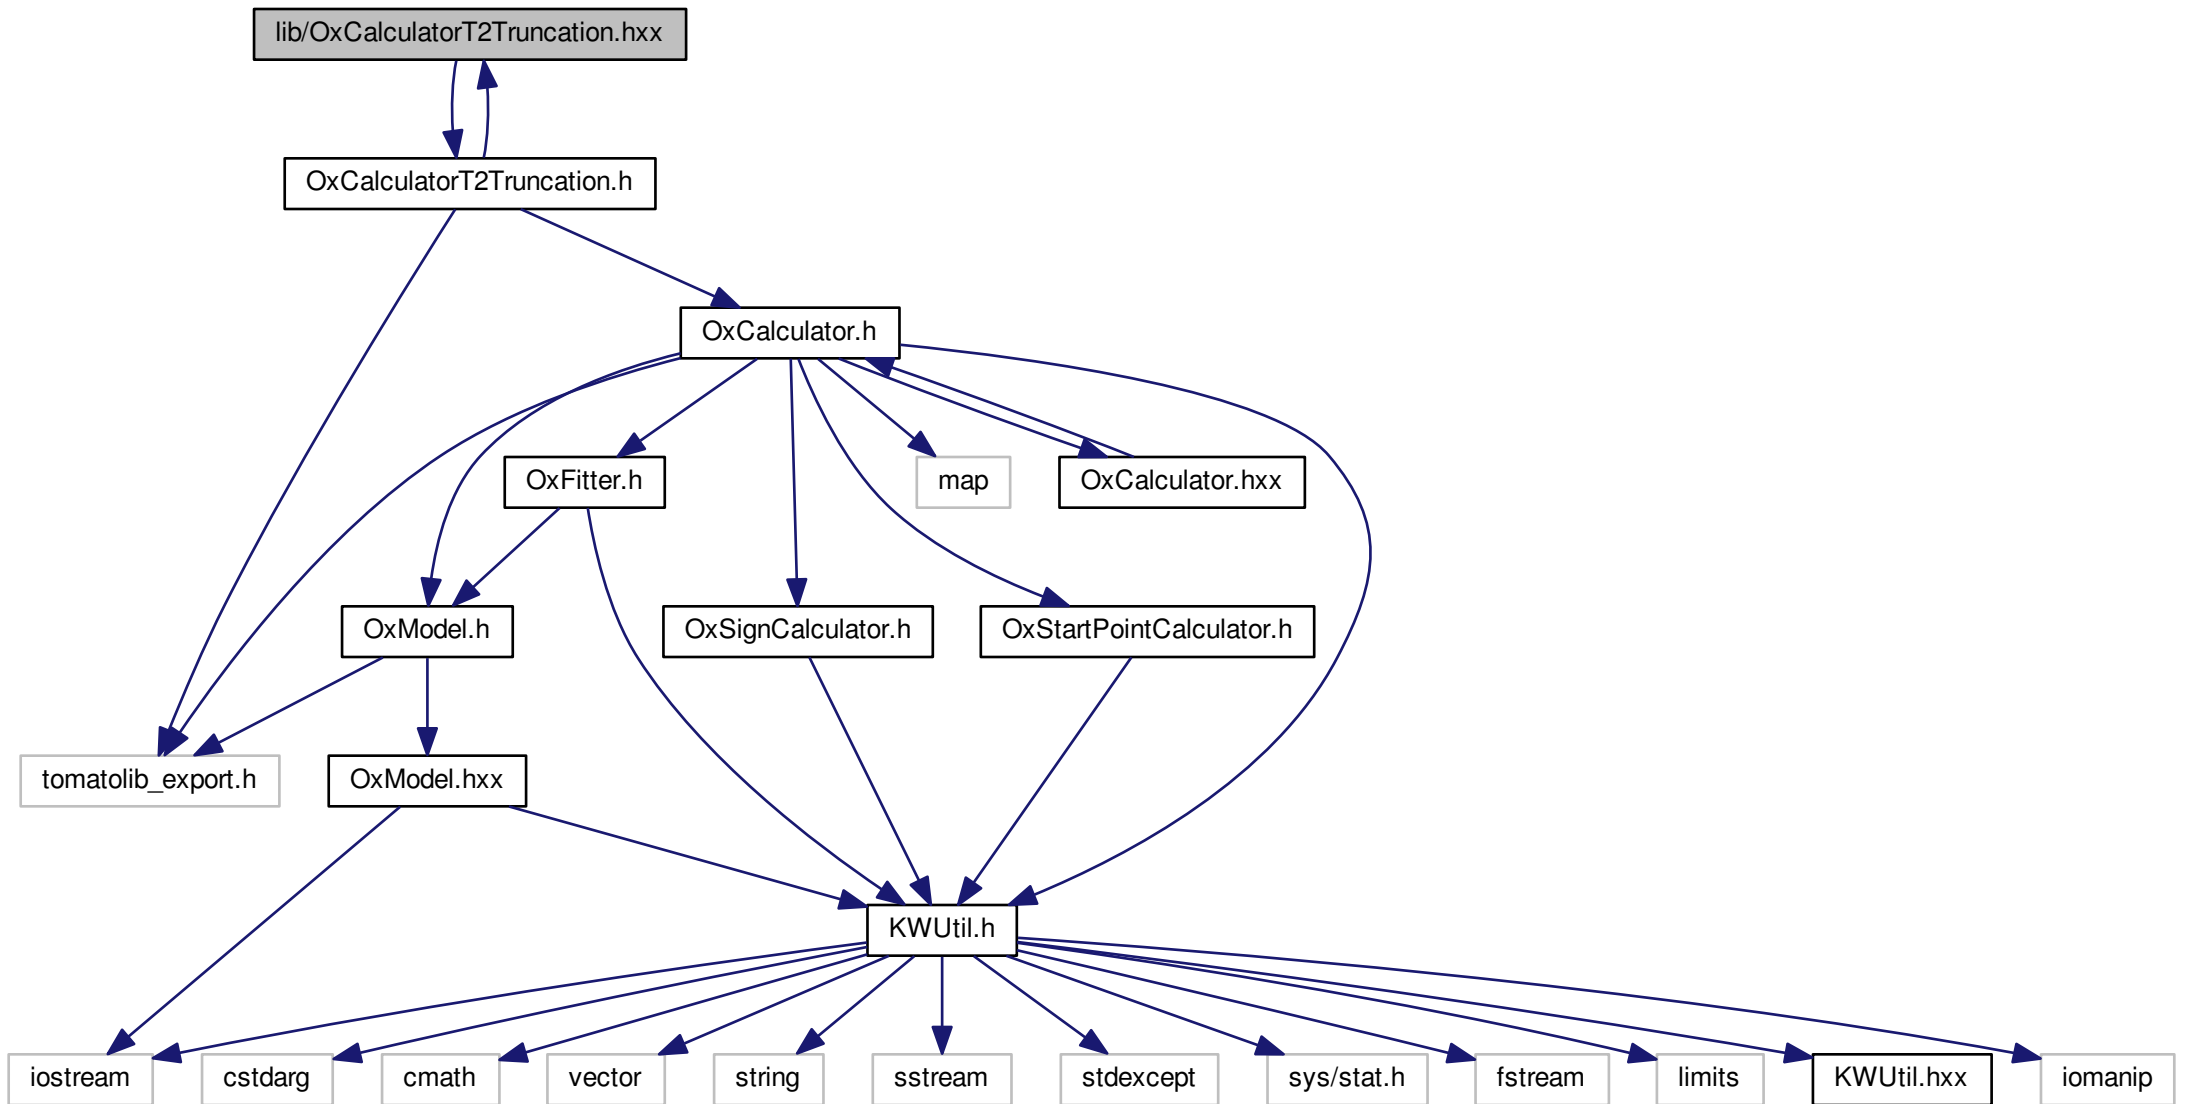 lib/OxCalculatorT2Truncation.hxx
OxCalculatorT2Truncation.h
OxCalculator.h
OxFitter.h
map
OxCalculator.hxx
OxModel.h
OxSignCalculator.h
OxStartPointCalculator.h
tomatolib_export.h
OxModel.hxx
KWUtil.h
iostream
cstdarg
cmath
vector
string
sstream
stdexcept
sys/stat.h
fstream
limits
KWUtil.hxx
iomanip